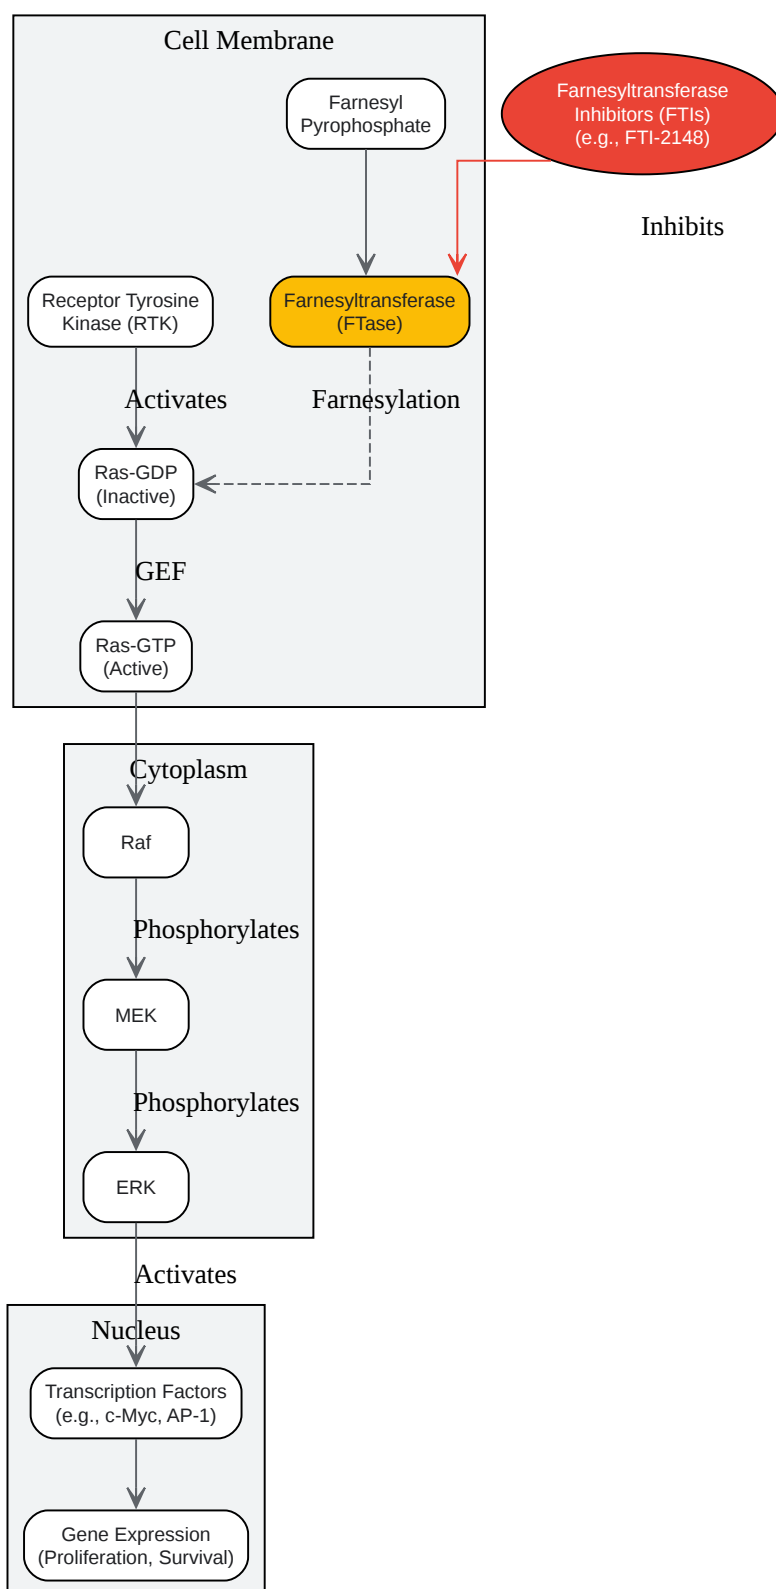 Cell Membrane
Farnesyl
Pyrophosphate
Farnesyltransferase
Inhibitors (FTIs)
(e.g., FTI-2148)
Inhibits
Receptor Tyrosine
Kinase (RTK)
Farnesyltransferase
(FTase)
Activates
Farnesylation
Ras-GDP
(Inactive)
GEF
Ras-GTP
(Active)
Cytoplasm
Raf
Phosphorylates
MEK
Phosphorylates
ERK
Activates
Nucleus
Transcription Factors
(e.g., c-Myc, AP-1)
Gene Expression
(Proliferation, Survival)